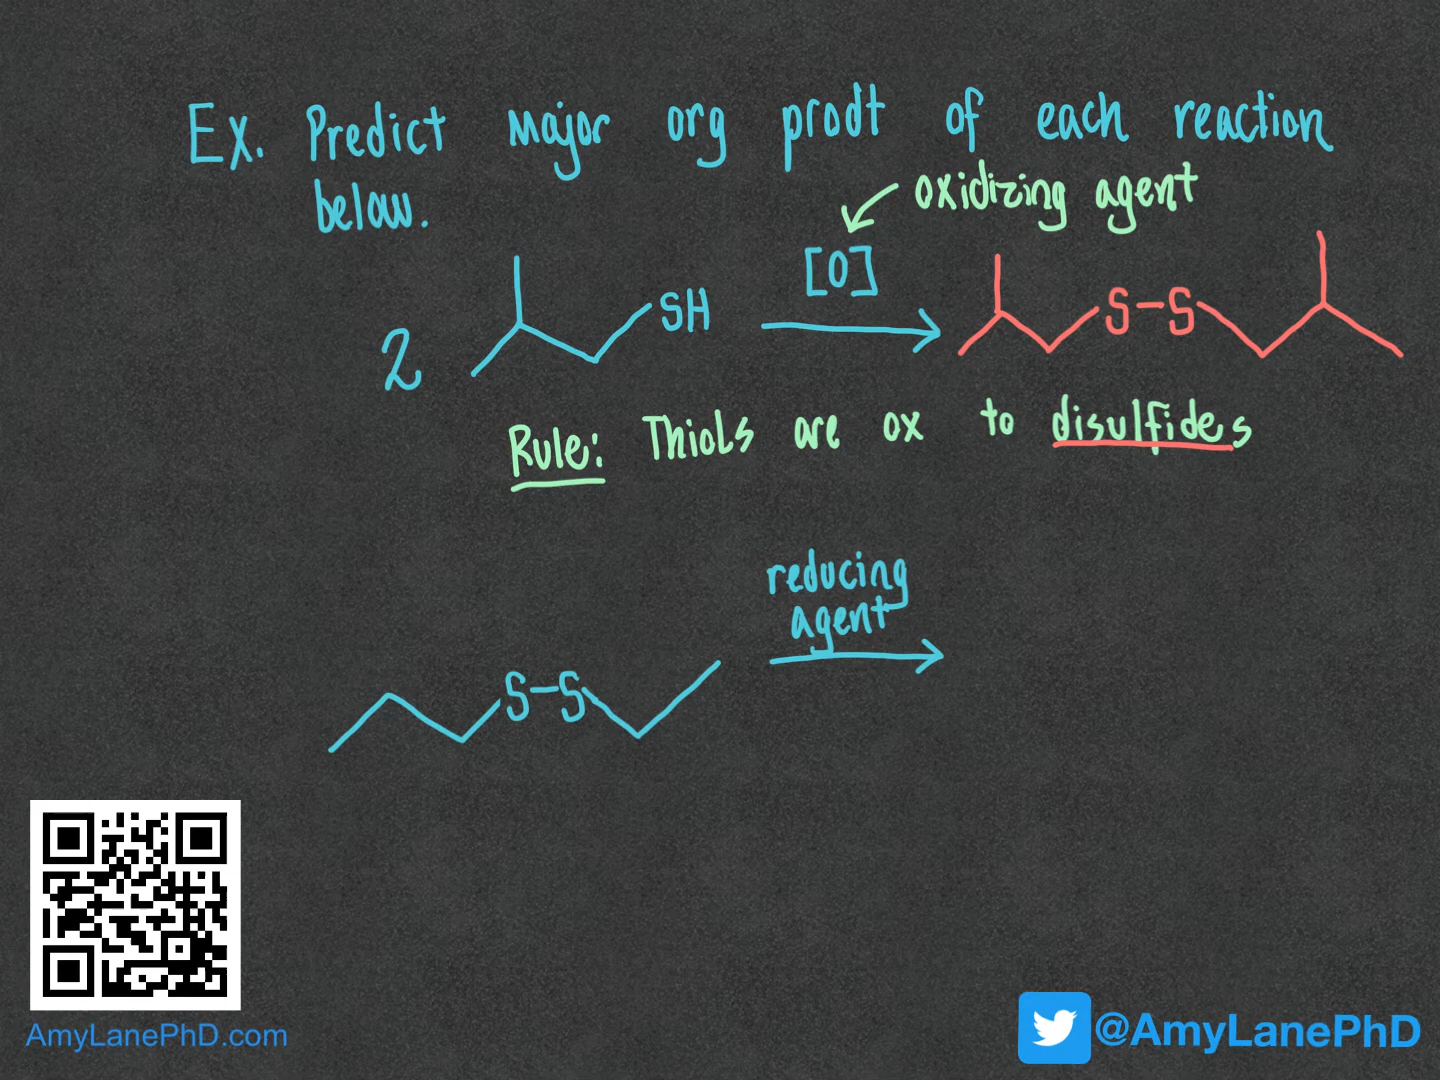 Ex. Predict major org prodt of each reaction
below.
oxidizing agent
[O]
2
SH
S-S
Rule: Thiols are ox to disulfides
reducing
agent
S-S
AmyLanePhD.com
@AmyLanePhD